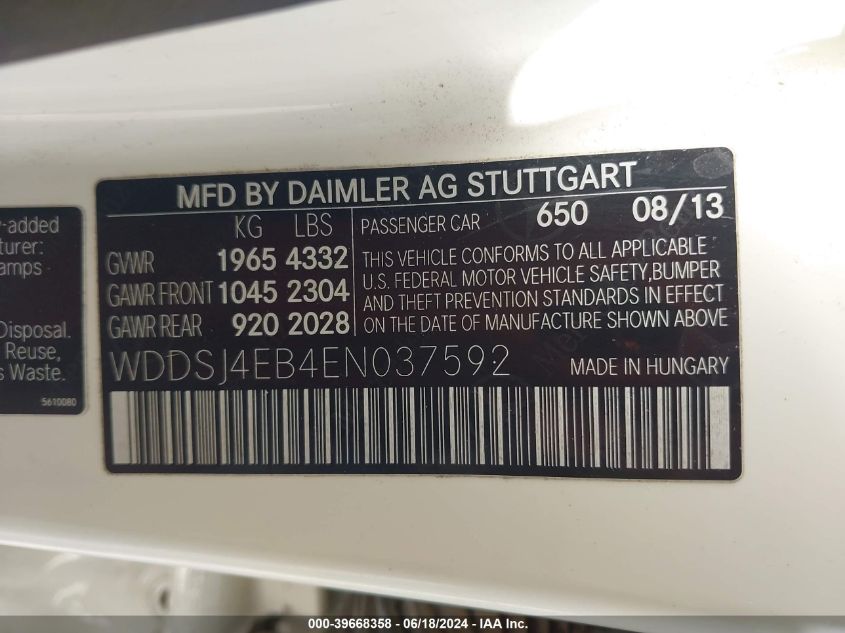 MFD BY DAIMLER AG STUTTGART
KG LBS
GVWR 1965 4332
GAWR FRONT 1045 2304
GAWR REAR 920 2028
PASSENGER CAR 650 08/13
THIS VEHICLE CONFORMS TO ALL APPLICABLE
U.S. FEDERAL MOTOR VEHICLE SAFETY,BUMPER
AND THEFT PREVENTION STANDARDS IN EFFECT
ON THE DATE OF MANUFACTURE SHOWN ABOVE
WDDSJ4EB4EN037592 MADE IN HUNGARY
y-added
turer:
amps
Disposal.
Reuse,
s Waste.
5610080
000-39668358 - 06/18/2024 - IAAI.com